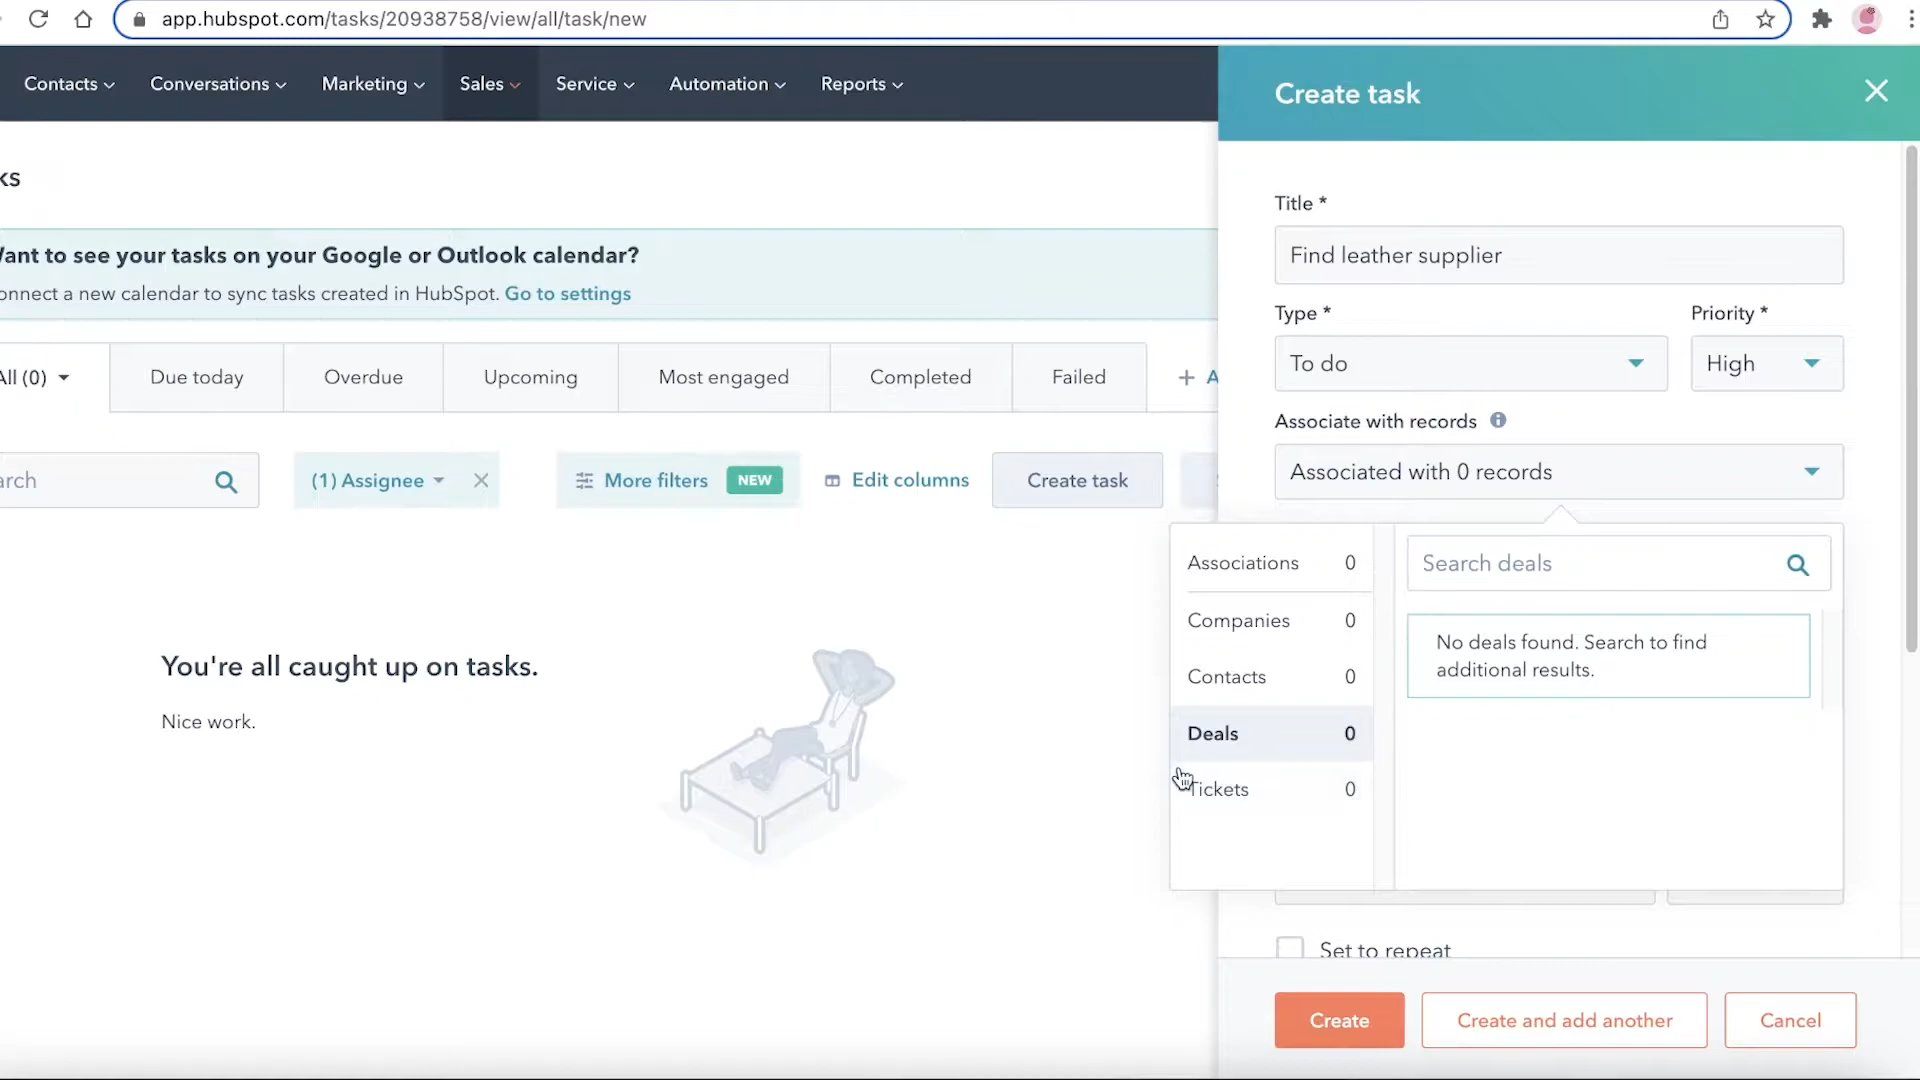 app.hubspot.com/tasks/20938758/view/all/task/new
Contacts Conversations Marketing Sales Service Automation Reports
Create task
ks
Want to see your tasks on your Google or Outlook calendar?
onnect a new calendar to sync tasks created in HubSpot. Go to settings
All (0) Due today Overdue Upcoming Most engaged Completed Failed + A
arch
(1) Assignee More filters NEW Edit columns Create task
You're all caught up on tasks.
Nice work.
Title *
Find leather supplier
Type * Priority *
To do High
Associate with records
Associated with 0 records
Associations 0
Companies 0
Contacts 0
Deals 0
Tickets 0
Search deals
No deals found. Search to find
additional results.
Set to repeat
Create Create and add another Cancel